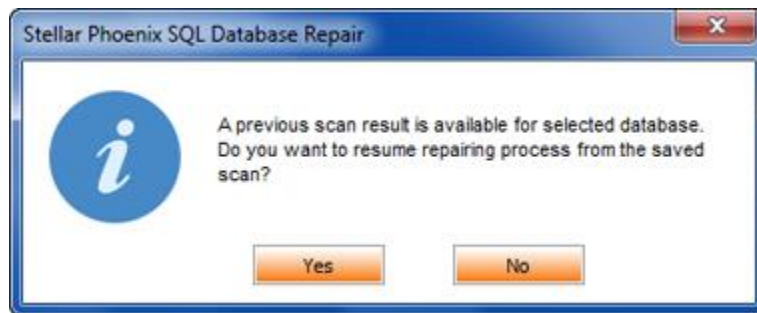 Stellar Phoenix SQL Database Repair
A previous scan result is available for selected database.
Do you want to resume repairing process from the saved
scan?
Yes
No